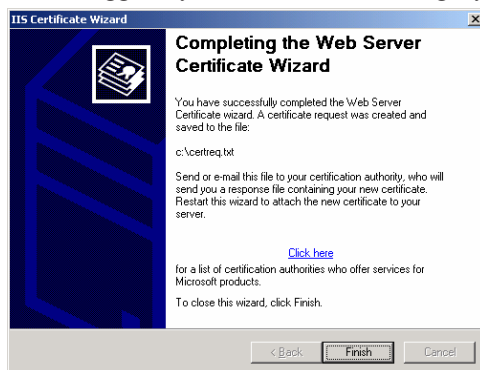 IIS Certificate Wizard
Completing the Web Server
Certificate Wizard
You have successfully completed the Web Server
Certificate wizard. A certificate request was created and
saved to the file:
c:\certreq.txt
Send or e-mail this file to your certification authority, who will
send you a response file containing your new certificate.
Restart this wizard to attach the new certificate to your
server.
Click here
for a list of certification authorities who offer services for
Microsoft products.
To close this wizard, click Finish.
< Back
Finish
Cancel